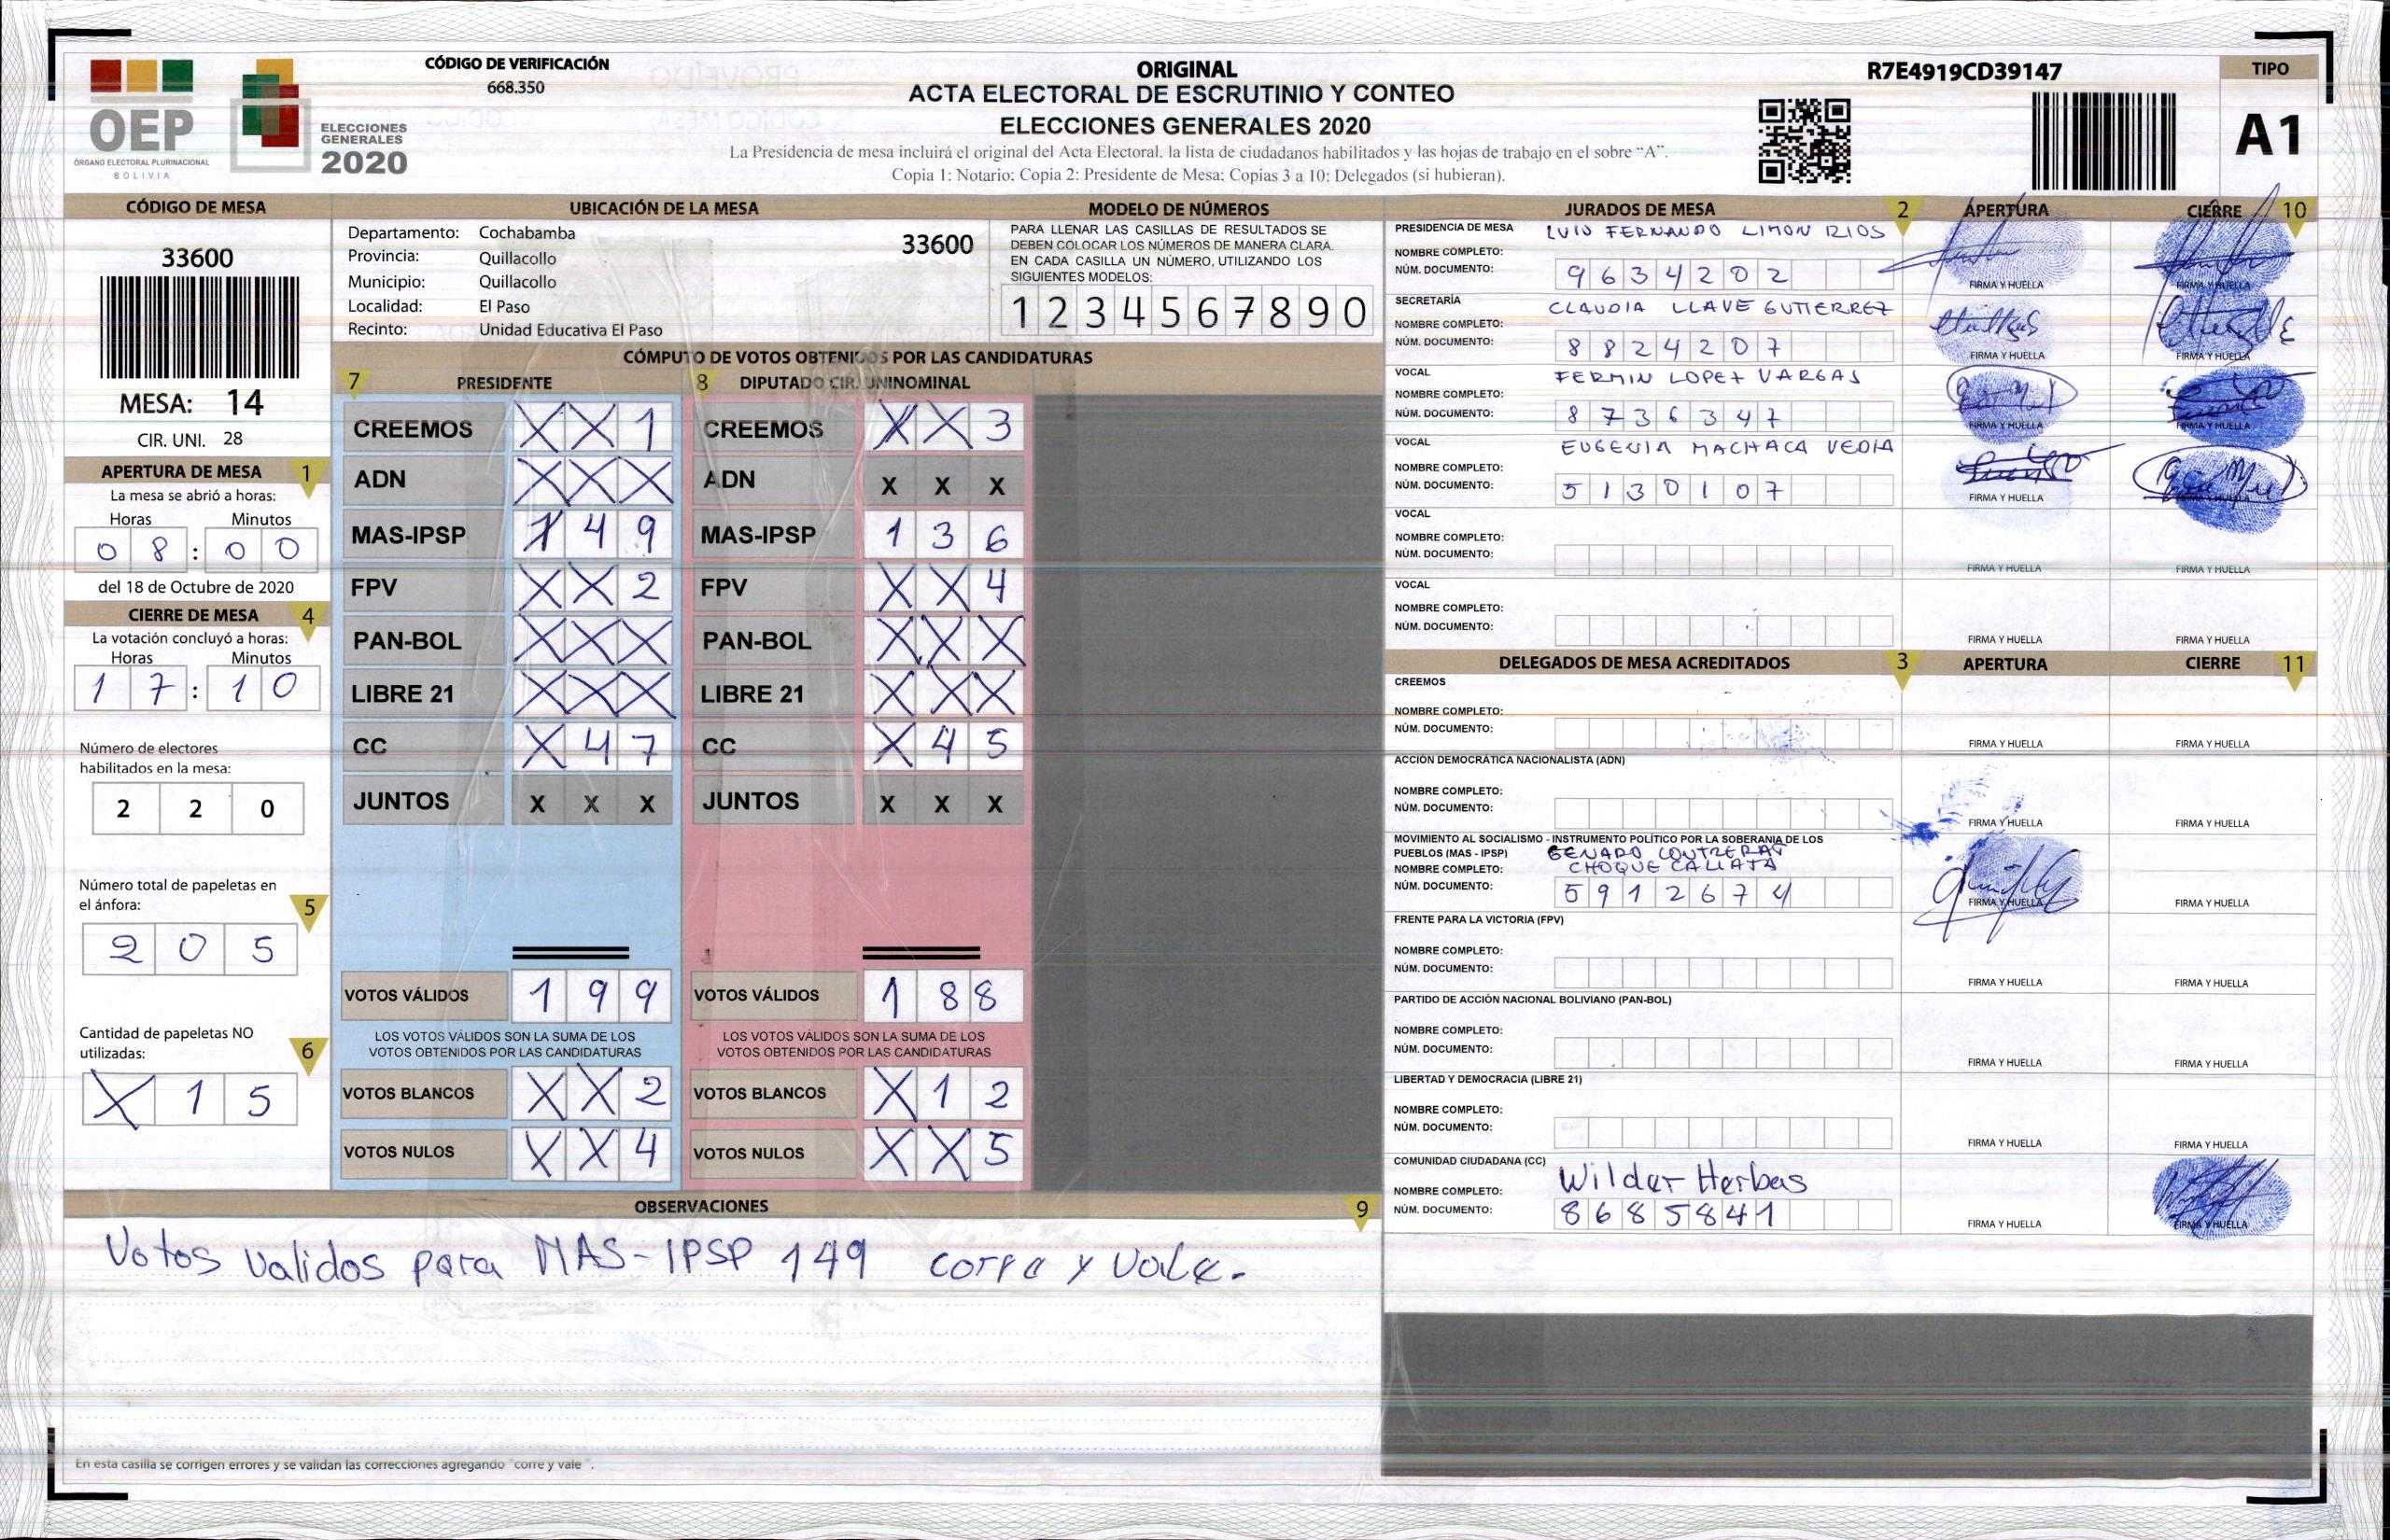 OEP
ÓRGANO ELECTORAL PLURINACIONAL
BOLIVIA
ELECCIONES
GENERALES
2020
CÓDIGO DE VERIFICACIÓN
668.350
ORIGINAL
ACTA ELECTORAL DE ESCRUTINIO Y CONTEO
ELECCIONES GENERALES 2020
La Presidencia de mesa incluirá el original del Acta Electoral, la lista de ciudadanos habilitados y las hojas de trabajo en el sobre “A”.
Copia 1: Notario; Copia 2: Presidente de Mesa; Copias 3 a 10: Delegados (si hubieran).
R7E4919CD39147
TIPO
A1
CÓDIGO DE MESA
33600
MESA: 14
CIR. UNI. 28
APERTURA DE MESA 1
La mesa se abrió a horas:
Horas Minutos
0 8 : 0 0
del 18 de Octubre de 2020
CIERRE DE MESA 4
La votación concluyó a horas:
Horas Minutos
1 7 : 1 0
Número de electores
habilitados en la mesa:
2 2 0
Número total de papeletas en
el ánfora: 5
2 0 5
Cantidad de papeletas NO
utilizadas: 6
X 1 5
UBICACIÓN DE LA MESA
Departamento: Cochabamba
33600
Provincia: Quillacollo
Municipio: Quillacollo
Localidad: El Paso
Recinto: Unidad Educativa El Paso
MODELO DE NÚMEROS
PARA LLENAR LAS CASILLAS DE RESULTADOS SE
DEBEN COLOCAR LOS NÚMEROS DE MANERA CLARA.
EN CADA CASILLA UN NÚMERO, UTILIZANDO LOS
SIGUIENTES MODELOS:
1 2 3 4 5 6 7 8 9 0
CÓMPUTO DE VOTOS OBTENIDOS POR LAS CANDIDATURAS
7 PRESIDENTE
CREEMOS X X 1
ADN X X X
MAS-IPSP 1 4 9
FPV X X 2
PAN-BOL X X X
LIBRE 21 X X X
CC X 4 7
JUNTOS X X X
VOTOS VÁLIDOS 1 9 9
LOS VOTOS VÁLIDOS SON LA SUMA DE LOS
VOTOS OBTENIDOS POR LAS CANDIDATURAS
VOTOS BLANCOS X X 2
VOTOS NULOS X X 4
8 DIPUTADO CIR. UNINOMINAL
CREEMOS X X 3
ADN X X X
MAS-IPSP 1 3 6
FPV X X 4
PAN-BOL X X X
LIBRE 21 X X X
CC X 4 5
JUNTOS X X X
VOTOS VÁLIDOS 1 8 8
LOS VOTOS VÁLIDOS SON LA SUMA DE LOS
VOTOS OBTENIDOS POR LAS CANDIDATURAS
VOTOS BLANCOS X 1 2
VOTOS NULOS X X 5
OBSERVACIONES 9
Votos validos para MAS-IPSP 149 corre y vale.
En esta casilla se corrigen errores y se validan las correcciones agregando "corre y vale".
JURADOS DE MESA 2 APERTURA CIERRE 10
PRESIDENCIA DE MESA LUIS FERNANDO LIMON RIOS
NOMBRE COMPLETO:
NÚM. DOCUMENTO: 9 6 3 4 2 0 2
FIRMA Y HUELLA FIRMA Y HUELLA
SECRETARÍA CLAUDIA LLAVE GUTIERREZ
NOMBRE COMPLETO:
NÚM. DOCUMENTO: 8 8 2 4 2 0 7
FIRMA Y HUELLA FIRMA Y HUELLA
VOCAL FERMIN LOPEZ VARGAS
NOMBRE COMPLETO:
NÚM. DOCUMENTO: 8 7 3 6 3 4 7
FIRMA Y HUELLA FIRMA Y HUELLA
VOCAL EUGENIA MACHACA VEDIA
NOMBRE COMPLETO:
NÚM. DOCUMENTO: 5 1 3 0 1 0 7
FIRMA Y HUELLA
VOCAL
NOMBRE COMPLETO:
NÚM. DOCUMENTO:
FIRMA Y HUELLA FIRMA Y HUELLA
VOCAL
NOMBRE COMPLETO:
NÚM. DOCUMENTO:
FIRMA Y HUELLA FIRMA Y HUELLA
DELEGADOS DE MESA ACREDITADOS 3 APERTURA CIERRE 11
CREEMOS
NOMBRE COMPLETO:
NÚM. DOCUMENTO:
FIRMA Y HUELLA FIRMA Y HUELLA
ACCIÓN DEMOCRÁTICA NACIONALISTA (ADN)
NOMBRE COMPLETO:
NÚM. DOCUMENTO:
FIRMA Y HUELLA FIRMA Y HUELLA
MOVIMIENTO AL SOCIALISMO - INSTRUMENTO POLÍTICO POR LA SOBERANIA DE LOS
PUEBLOS (MAS - IPSP) GENARO CONTRERAS
NOMBRE COMPLETO: CHOQUE CALLATA
NÚM. DOCUMENTO: 5 9 1 2 6 7 4
FIRMA Y HUELLA FIRMA Y HUELLA
FRENTE PARA LA VICTORIA (FPV)
NOMBRE COMPLETO:
NÚM. DOCUMENTO:
FIRMA Y HUELLA FIRMA Y HUELLA
PARTIDO DE ACCIÓN NACIONAL BOLIVIANO (PAN-BOL)
NOMBRE COMPLETO:
NÚM. DOCUMENTO:
FIRMA Y HUELLA FIRMA Y HUELLA
LIBERTAD Y DEMOCRACIA (LIBRE 21)
NOMBRE COMPLETO:
NÚM. DOCUMENTO:
FIRMA Y HUELLA FIRMA Y HUELLA
COMUNIDAD CIUDADANA (CC)
NOMBRE COMPLETO: Wilder Herbas
NÚM. DOCUMENTO: 8 6 8 5 8 4 1
FIRMA Y HUELLA FIRMA Y HUELLA